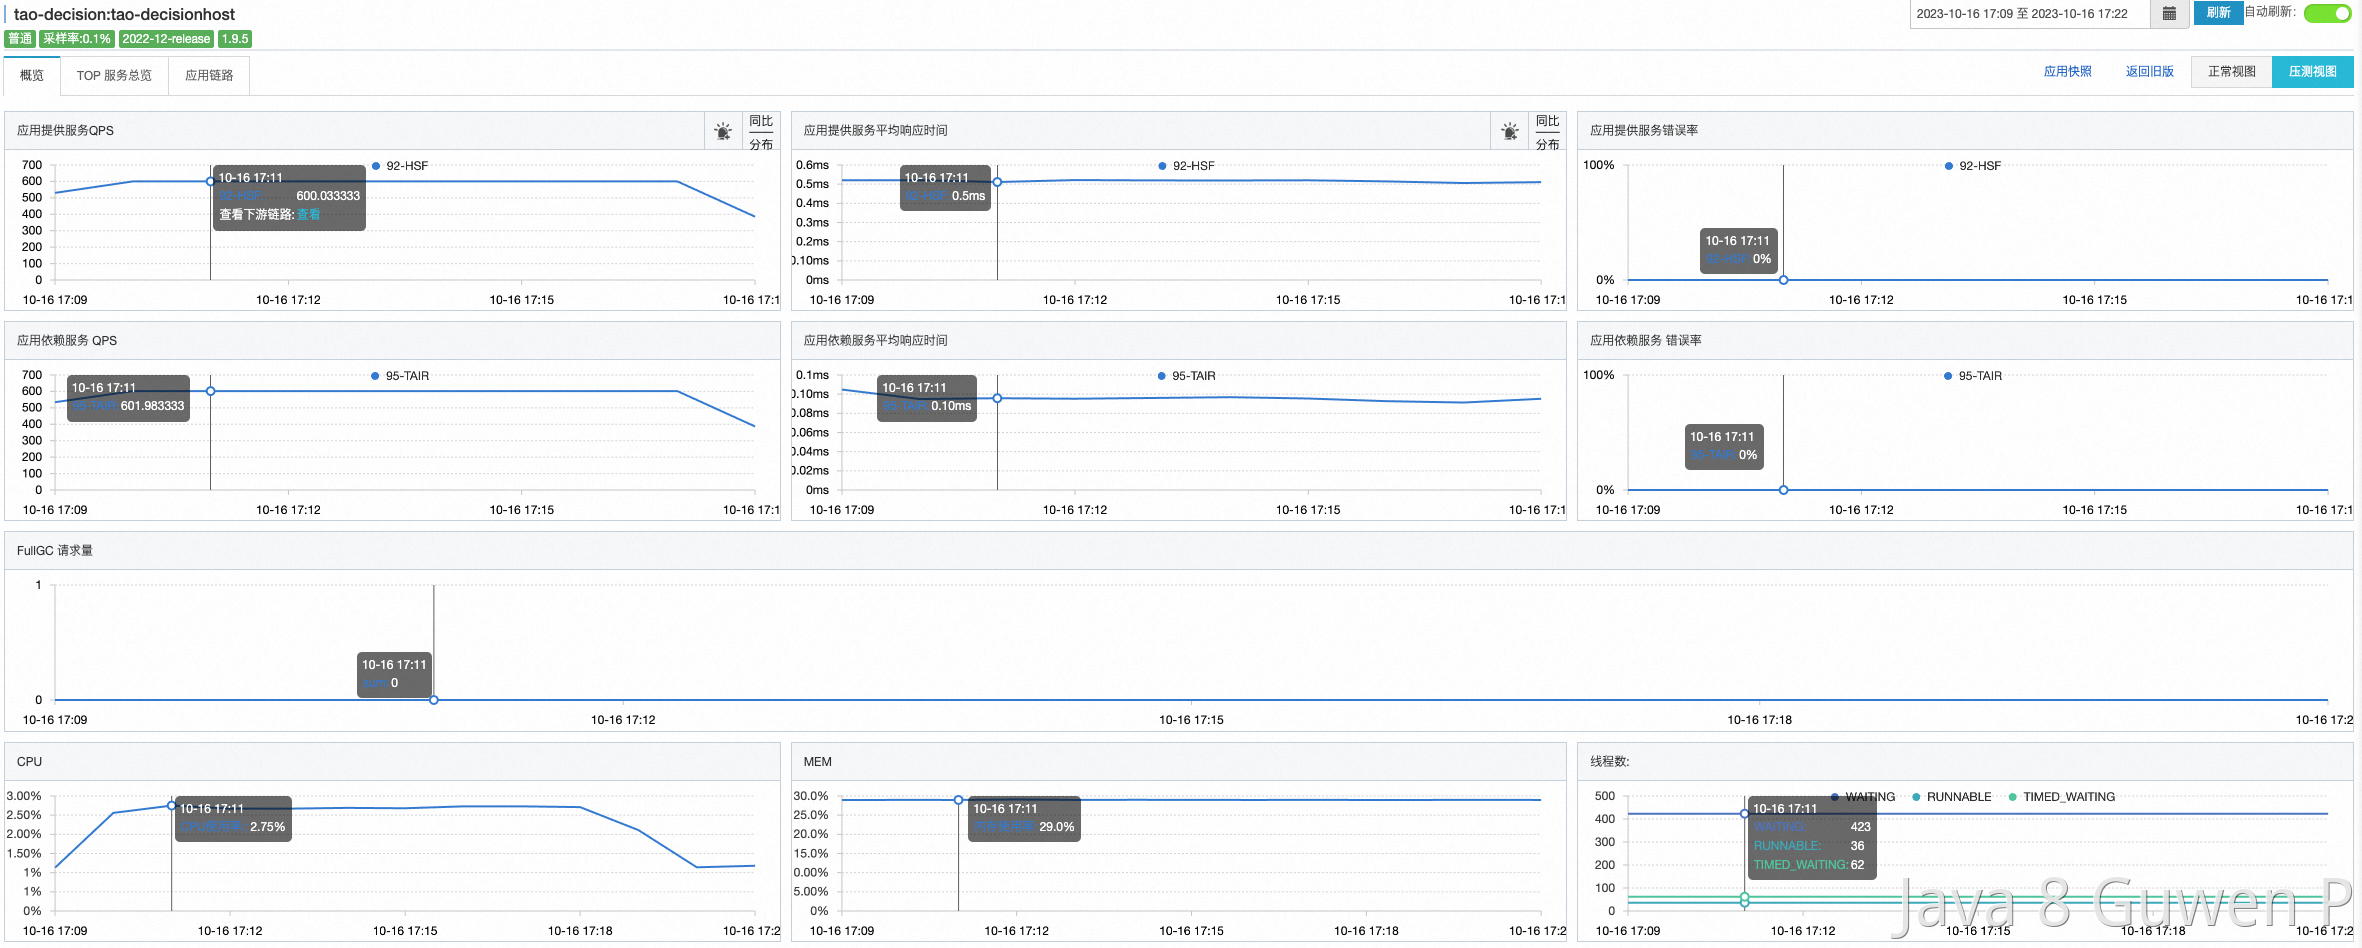 tao-decision:tao-decisionhost
2023-10-16 17:09 至 2023-10-16 17:22
刷新
自动刷新:
普通 采样率:0.1% 2022-12-release 1.9.5
概览 TOP 服务总览 应用链路
应用快照 返回旧版 正常视图 压测视图
应用提供服务QPS
同比
分布
92-HSF
700
600
500
400
300
200
100
0
10-16 17:11
92-HSF: 600.033333
查看下游链路: 查看
10-16 17:09 10-16 17:12 10-16 17:15 10-16 17:1
应用提供服务平均响应时间
同比
分布
92-HSF
0.6ms
0.5ms
0.4ms
0.3ms
0.2ms
0.10ms
0ms
10-16 17:11
92-HSF: 0.5ms
10-16 17:09 10-16 17:12 10-16 17:15 10-16 17:1
应用提供服务错误率
92-HSF
100%
0%
10-16 17:11
92-HSF: 0%
10-16 17:09 10-16 17:12 10-16 17:15 10-16 17:1
应用依赖服务 QPS
95-TAIR
700
600
500
400
300
200
100
0
10-16 17:11
95-TAIR: 601.983333
10-16 17:09 10-16 17:12 10-16 17:15 10-16 17:1
应用依赖服务平均响应时间
95-TAIR
0.1ms
0.10ms
0.08ms
0.06ms
0.04ms
0.02ms
0ms
10-16 17:11
95-TAIR: 0.10ms
10-16 17:09 10-16 17:12 10-16 17:15 10-16 17:1
应用依赖服务 错误率
95-TAIR
100%
0%
10-16 17:11
95-TAIR: 0%
10-16 17:09 10-16 17:12 10-16 17:15 10-16 17:1
FullGC 请求量
1
0
10-16 17:11
0
10-16 17:09 10-16 17:12 10-16 17:15 10-16 17:18 10-16 17:2
CPU
3.00%
2.50%
2.00%
1.50%
1%
1%
0%
10-16 17:11
CPU使用率: 2.75%
10-16 17:09 10-16 17:12 10-16 17:15 10-16 17:18 10-16 17:2
MEM
30.0%
25.0%
20.0%
15.0%
0.00%
5.00%
0%
10-16 17:11
内存使用率: 29.0%
10-16 17:09 10-16 17:12 10-16 17:15 10-16 17:18 10-16 17:2
线程数:
WAITING RUNNABLE TIMED_WAITING
500
400
300
200
100
0
10-16 17:11
WAITING: 423
RUNNABLE: 36
TIMED_WAITING: 62
10-16 17:09 10-16 17:12 10-16 17:15 10-16 17:18 10-16 17:2
Java 8 Guwen P